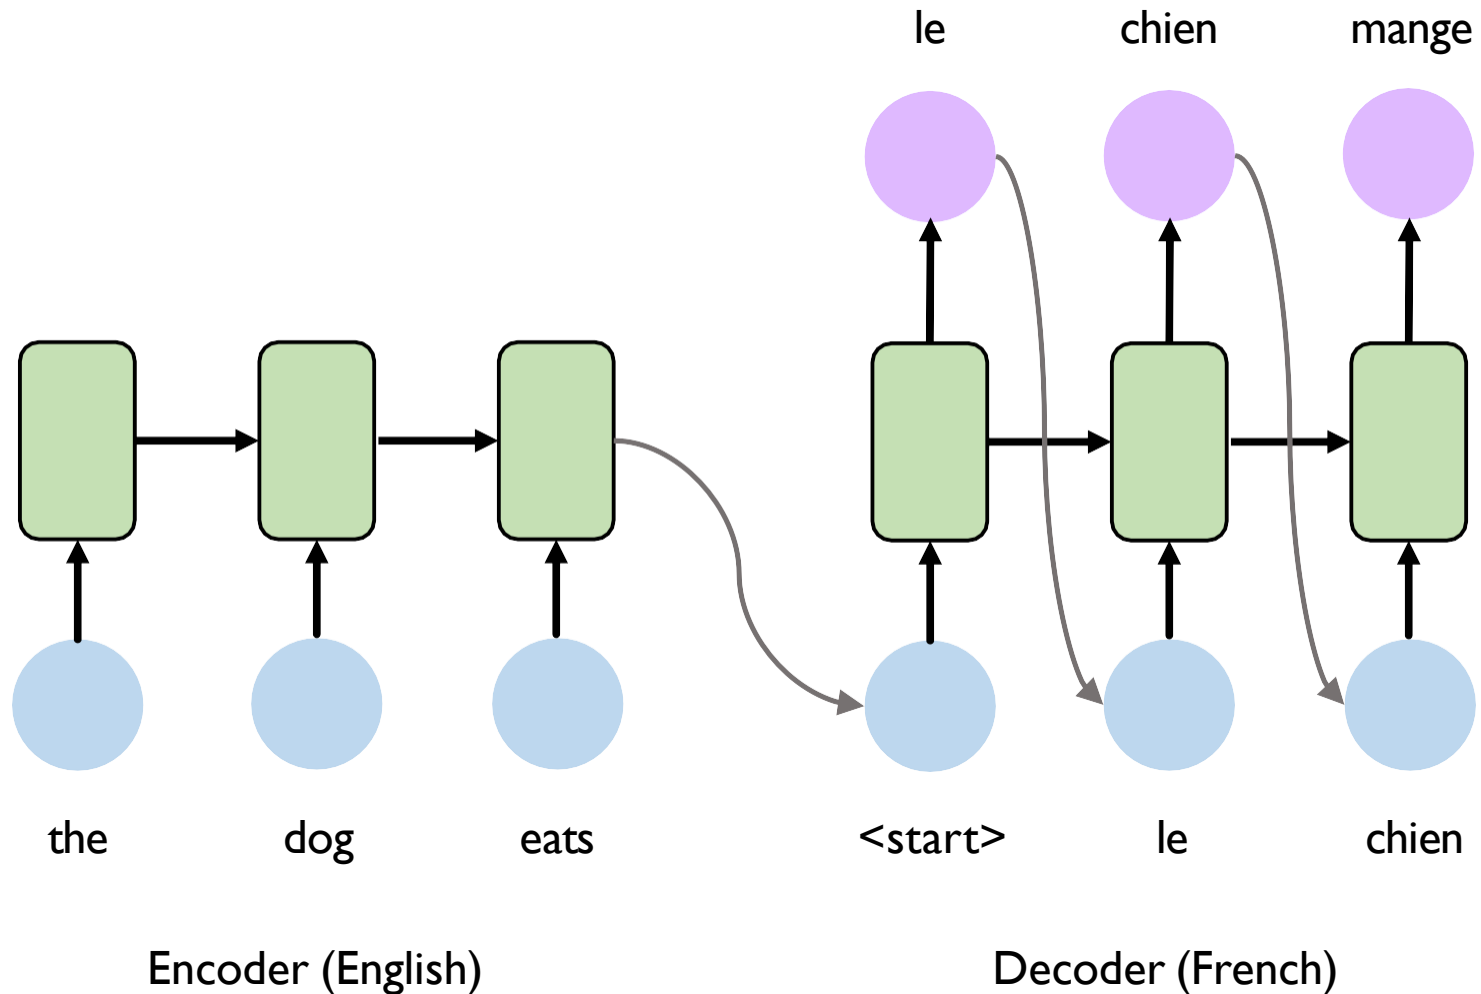 le chien mange
the dog eats <start> le chien
Encoder (English) Decoder (French)